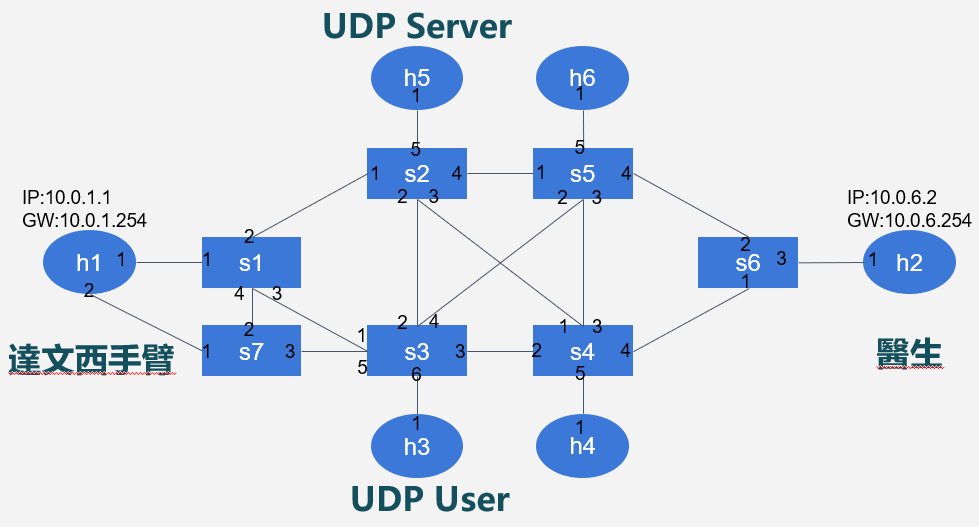 UDP Server
h5
1
h6
1
5
s2
1
4
2
3
5
s5
1
4
2
3
IP:10.0.1.1
GW:10.0.1.254
h1
1
2
2
s1
1
4
3
IP:10.0.6.2
GW:10.0.6.254
2
s6
3
1
h2
1
2
s7
1
3
達文西手臂
1
2
4
s3
3
5
6
1
3
s4
2
4
5
醫生
1
h3
1
h4
UDP User